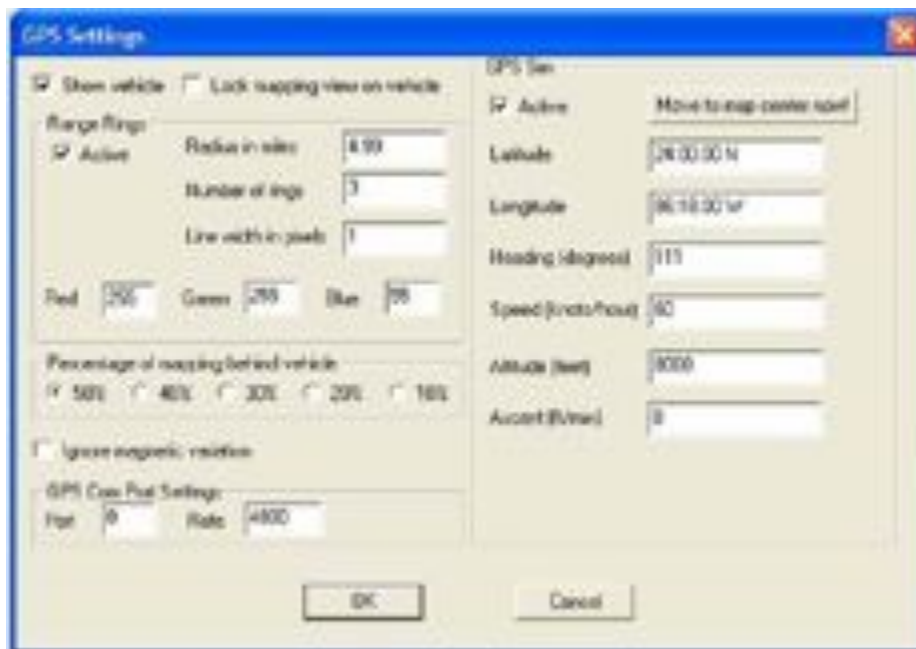 GPS Settings
Show vehicle
Lock mapping view on vehicle
Range Rings
Active
Radius in miles
Number of rings
3
Line width in pixels
1
Red
255
Green
255
Blue
Percentage of mapping behind vehicle
50%
40%
30%
20%
10%
Ignore magnetic variation
GPS Com Port Settings
Port
Rate
4800
GPS Sim
Active
Move to map center now!
Latitude
Longitude
Heading (degrees)
111
Speed (knots/hour)
60
Altitude (feet)
Ascent (ft/min)
0
OK
Cancel